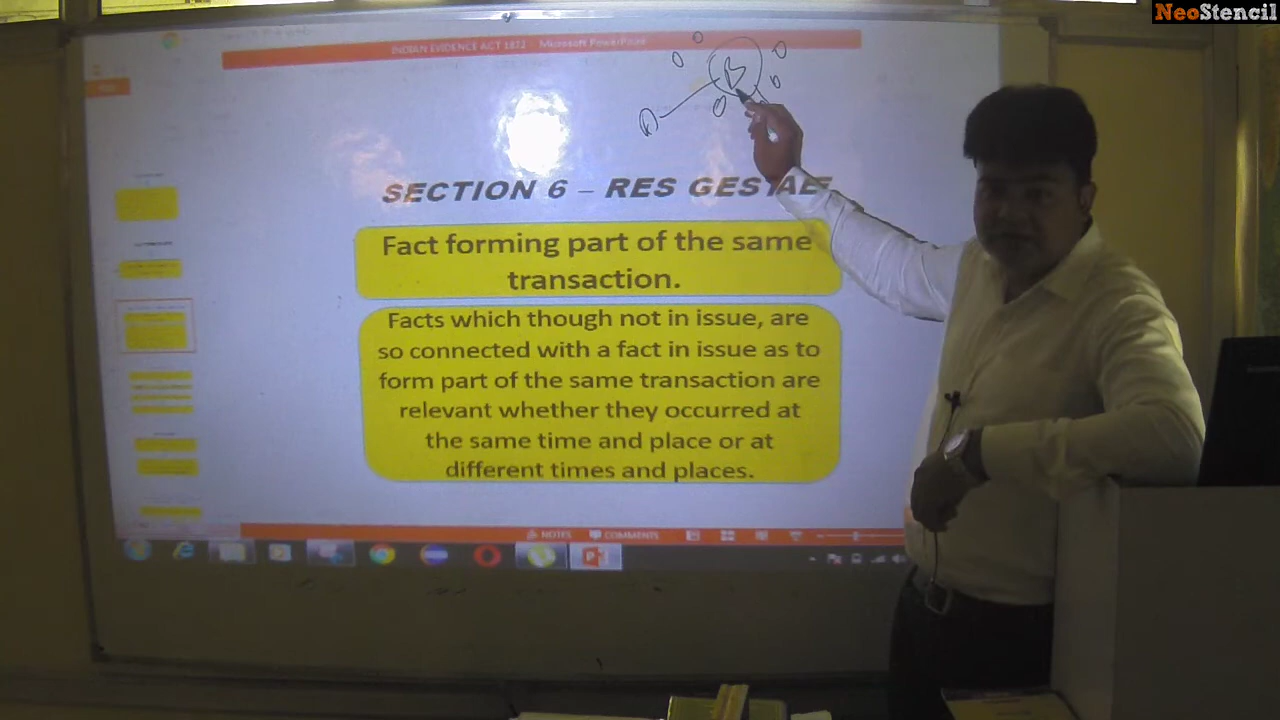 NeoStencil
INDIAN EVIDENCE ACT 1872 - Microsoft PowerPoint
B
SECTION 6 – RES GESTAE
Fact forming part of the same
transaction.
Facts which though not in issue, are
so connected with a fact in issue as to
form part of the same transaction are
relevant whether they occurred at
the same time and place or at
different times and places.
NOTES COMMENTS